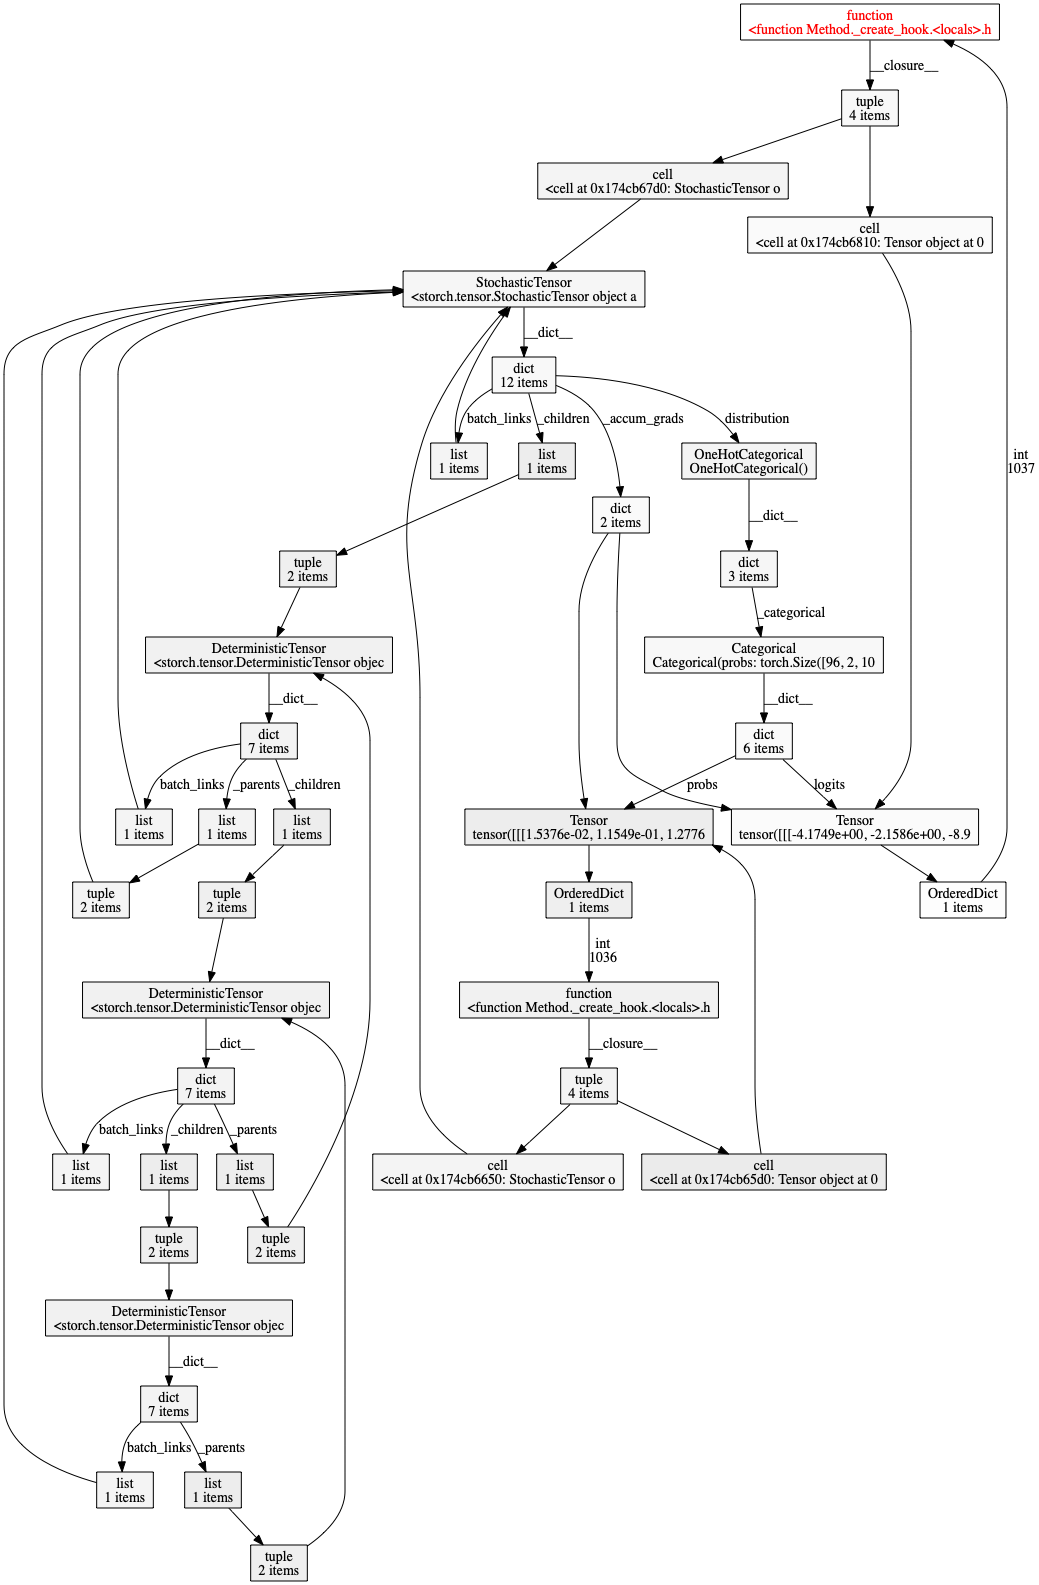 function
<function Method._create_hook.<locals>.h
__closure__
tuple
4 items
cell
<cell at 0x174cb67d0: StochasticTensor o
cell
<cell at 0x174cb6810: Tensor object at 0
StochasticTensor
<storch.tensor.StochasticTensor object a
__dict__
dict
12 items
batch_links
_children
_accum_grads
distribution
list
1 items
list
1 items
OneHotCategorical
OneHotCategorical()
int
1037
dict
2 items
__dict__
tuple
2 items
dict
3 items
_categorical
DeterministicTensor
<storch.tensor.DeterministicTensor objec
Categorical
Categorical(probs: torch.Size([96, 2, 10
__dict__
__dict__
dict
7 items
dict
6 items
batch_links
_parents
_children
probs
logits
list
1 items
list
1 items
list
1 items
Tensor
tensor([[[1.5376e-02, 1.1549e-01, 1.2776
Tensor
tensor([[[-4.1749e+00, -2.1586e+00, -8.9
tuple
2 items
tuple
2 items
OrderedDict
1 items
OrderedDict
1 items
int
1036
DeterministicTensor
<storch.tensor.DeterministicTensor objec
function
<function Method._create_hook.<locals>.h
__dict__
__closure__
dict
7 items
tuple
4 items
batch_links
_children
_parents
list
1 items
list
1 items
list
1 items
cell
<cell at 0x174cb6650: StochasticTensor o
cell
<cell at 0x174cb65d0: Tensor object at 0
tuple
2 items
tuple
2 items
DeterministicTensor
<storch.tensor.DeterministicTensor objec
__dict__
dict
7 items
batch_links
_parents
list
1 items
list
1 items
tuple
2 items